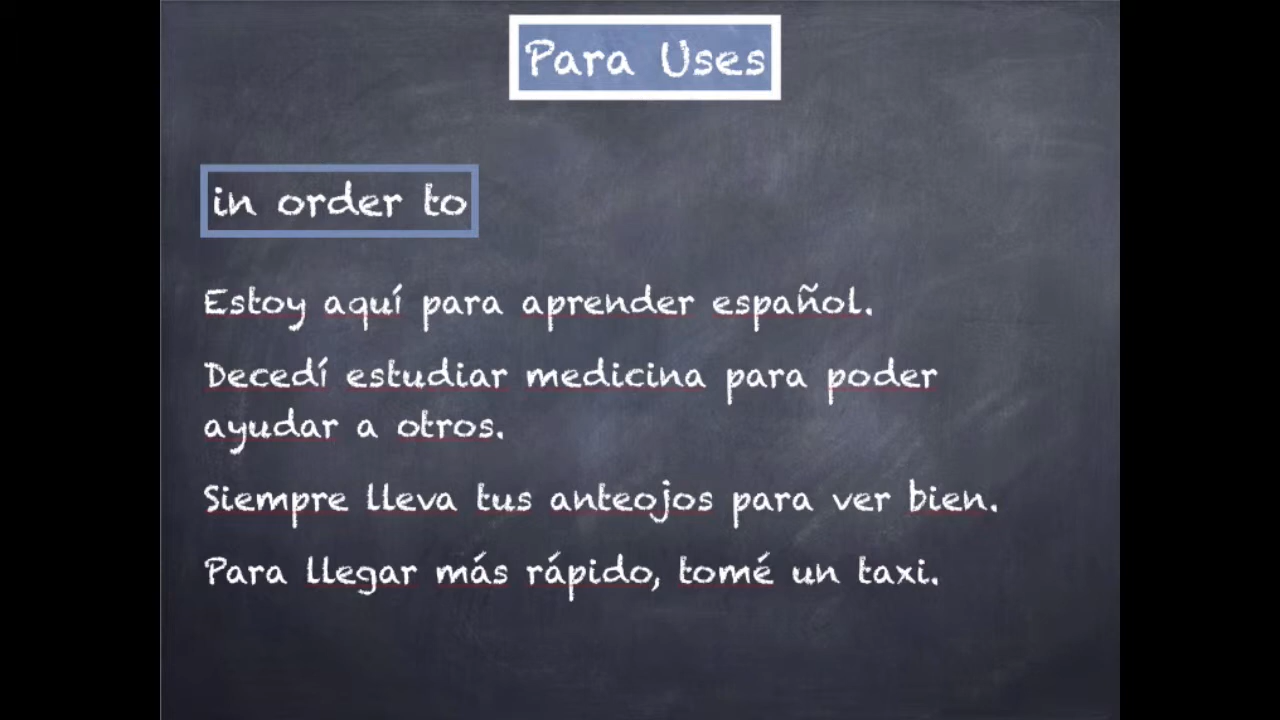 Para Uses
in order to
Estoy aquí para aprender español.
Decedí estudiar medicina para poder
ayudar a otros.
Siempre lleva tus anteojos para ver bien.
Para llegar más rápido, tomé un taxi.